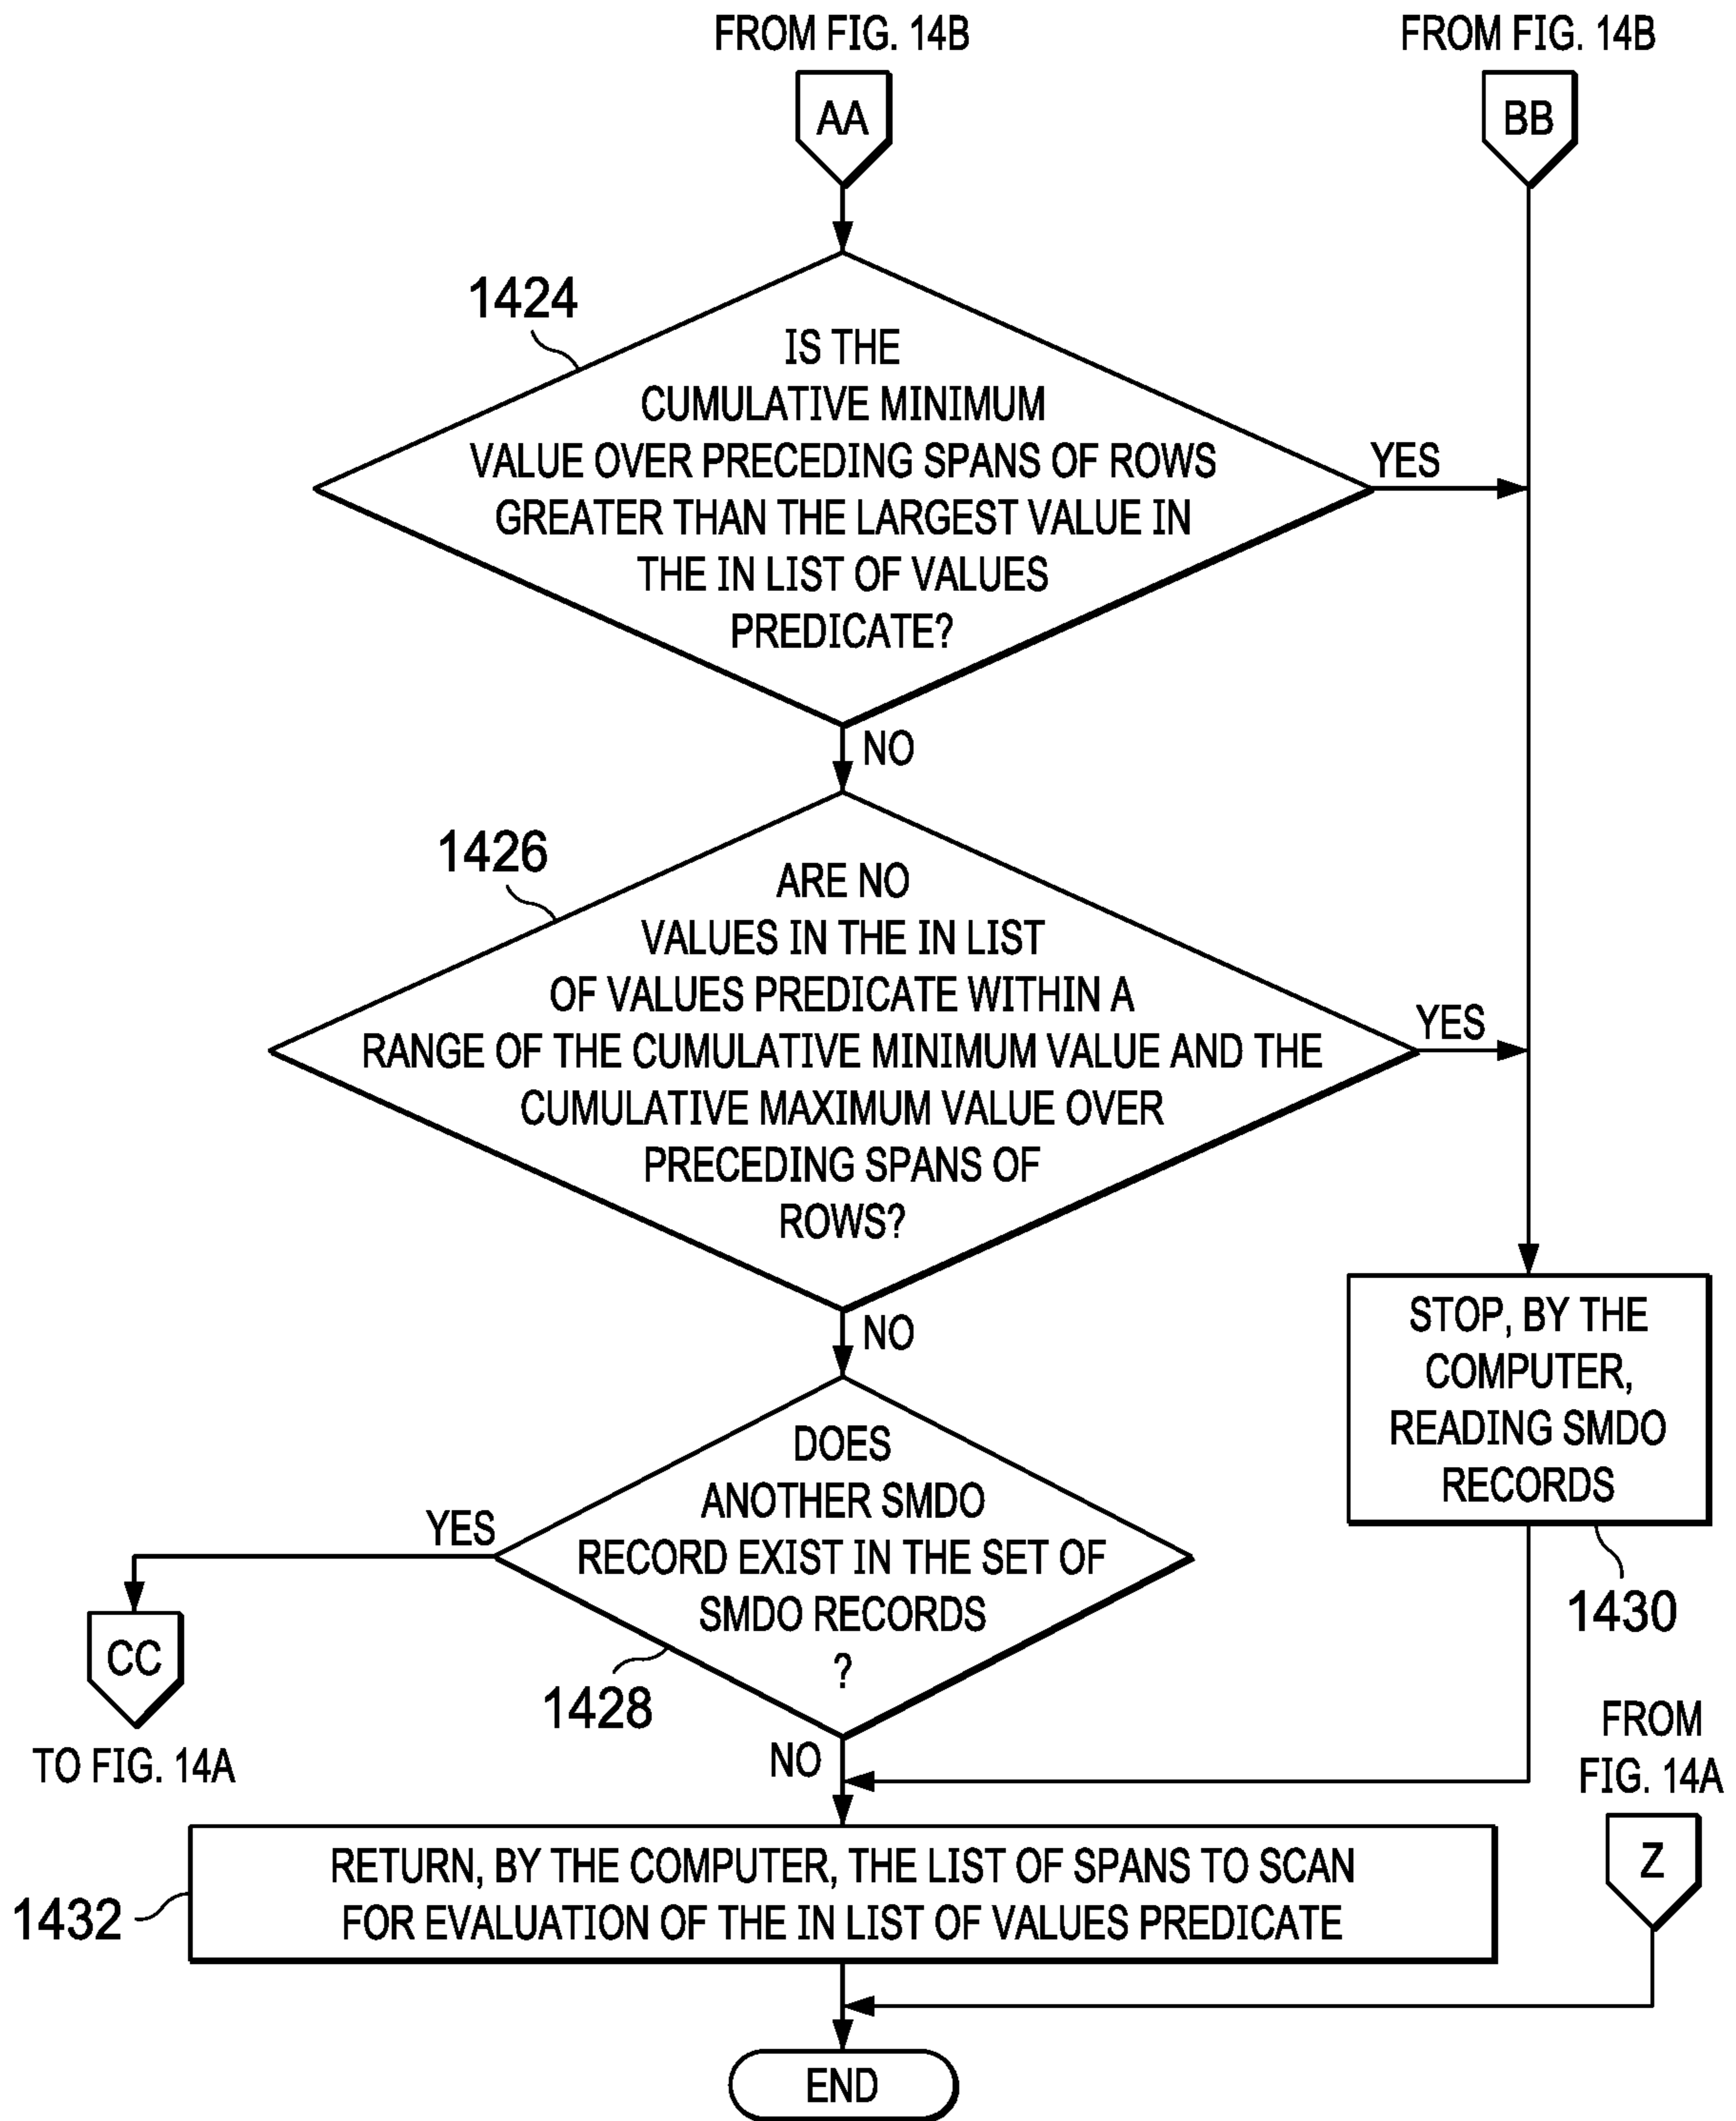 FROM FIG. 14B
AA
FROM FIG. 14B
BB
1424
IS THE
CUMULATIVE MINIMUM
VALUE OVER PRECEDING SPANS OF ROWS
GREATER THAN THE LARGEST VALUE IN
THE IN LIST OF VALUES
PREDICATE?
YES
NO
1426
ARE NO
VALUES IN THE IN LIST
OF VALUES PREDICATE WITHIN A
RANGE OF THE CUMULATIVE MINIMUM VALUE AND THE
CUMULATIVE MAXIMUM VALUE OVER
PRECEDING SPANS OF
ROWS?
YES
NO
STOP, BY THE
COMPUTER,
READING SMDO
RECORDS
1430
DOES
ANOTHER SMDO
RECORD EXIST IN THE SET OF
SMDO RECORDS
?
YES
CC
TO FIG. 14A
1428
NO
FROM
FIG. 14A
Z
RETURN, BY THE COMPUTER, THE LIST OF SPANS TO SCAN
FOR EVALUATION OF THE IN LIST OF VALUES PREDICATE
1432
END